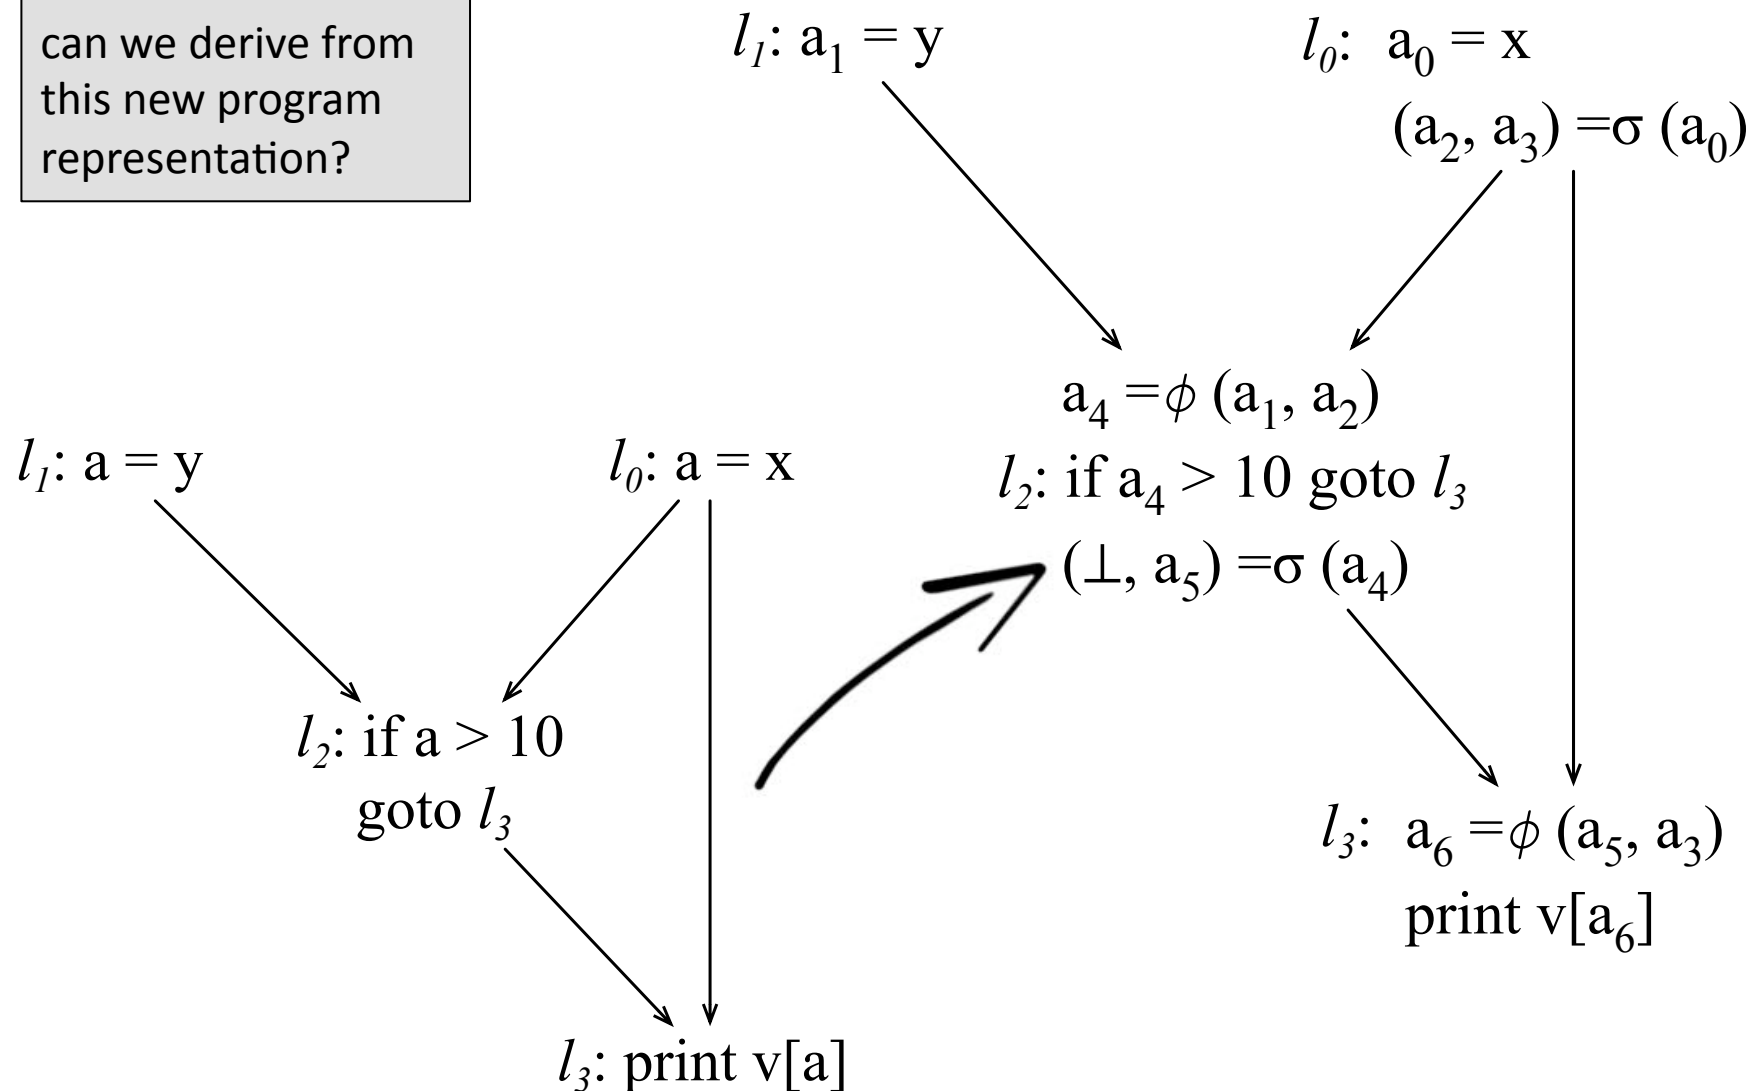 can we derive from
this new program
representation?
l₁: a = y
l₀: a = x
l₂: if a > 10
goto l₃
l₃: print v[a]
l₁: a₁ = y
l₀: a₀ = x
(a₂, a₃) =σ (a₀)
a₄ =ϕ (a₁, a₂)
l₂: if a₄ > 10 goto l₃
(⊥, a₅) =σ (a₄)
l₃: a₆ =ϕ (a₅, a₃)
print v[a₆]